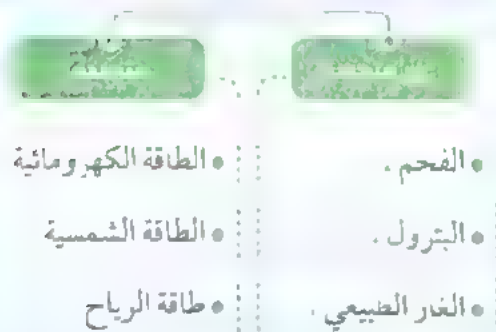 • الفحم .
• الطاقة الكهرومائية
• البترول .
• الطاقة الشمسية
• الغاز الطبيعي .
• طاقة الرياح